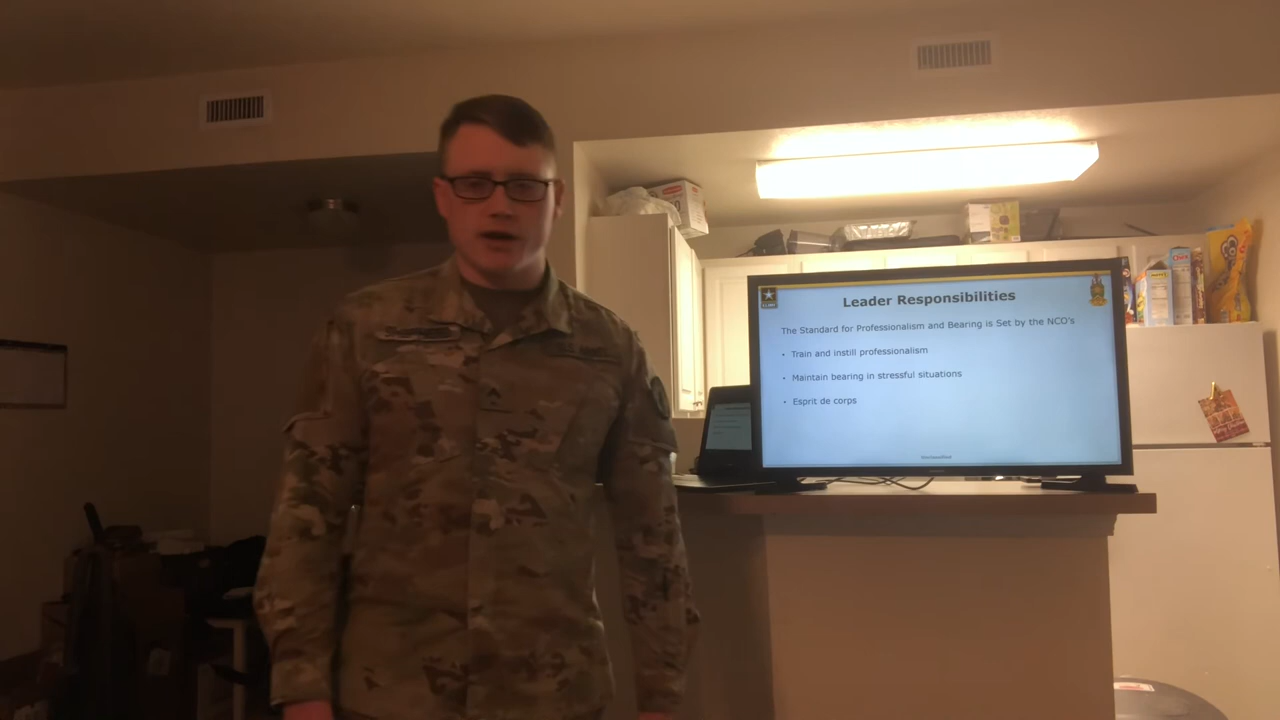 Leader Responsibilities
The Standard for Professionalism and Bearing is Set by the NCO's
• Train and instill professionalism
• Maintain bearing in stressful situations
• Esprit de corps